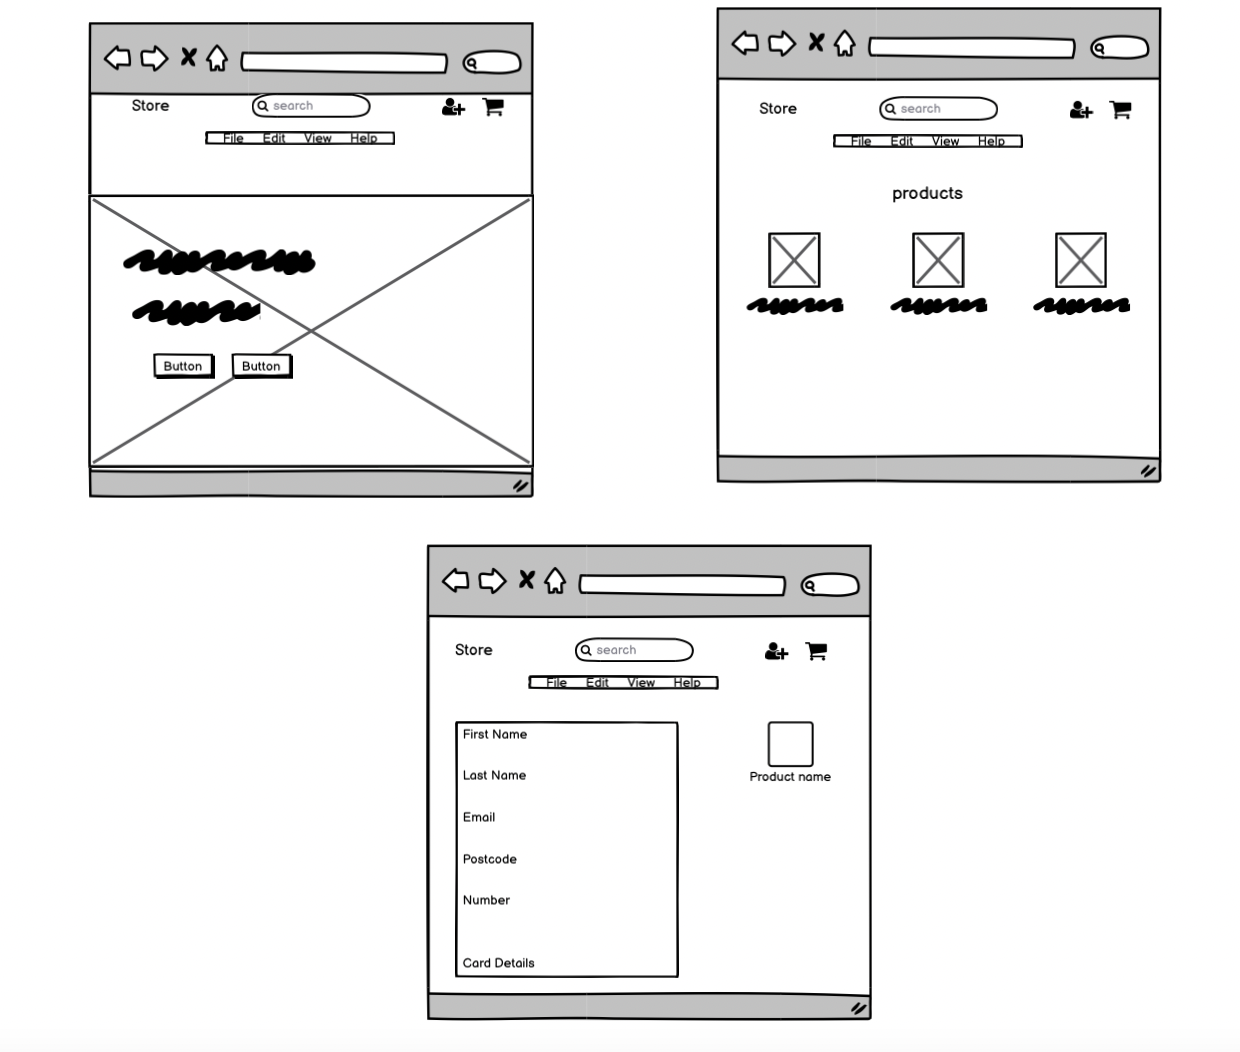 Store search
File Edit View Help
Button Button
Store search
File Edit View Help
products
Store search
File Edit View Help
First Name
Last Name
Email
Postcode
Number
Card Details
Product name